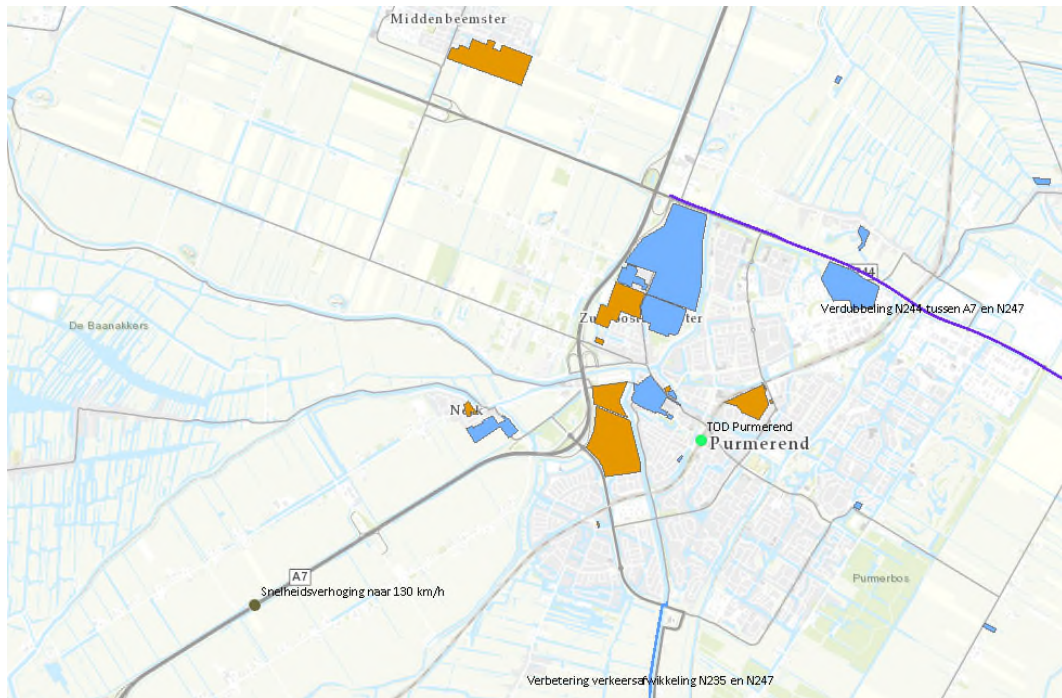 Middenbeemster
De Baanakkers
Verdubbeling N244 tussen A7 en N247
TOD Purmerend
Purmerend
Purmerbos
A7
Snelheidsverhoging naar 130 km/h
Verbetering verkeersafwikkeling N235 en N247